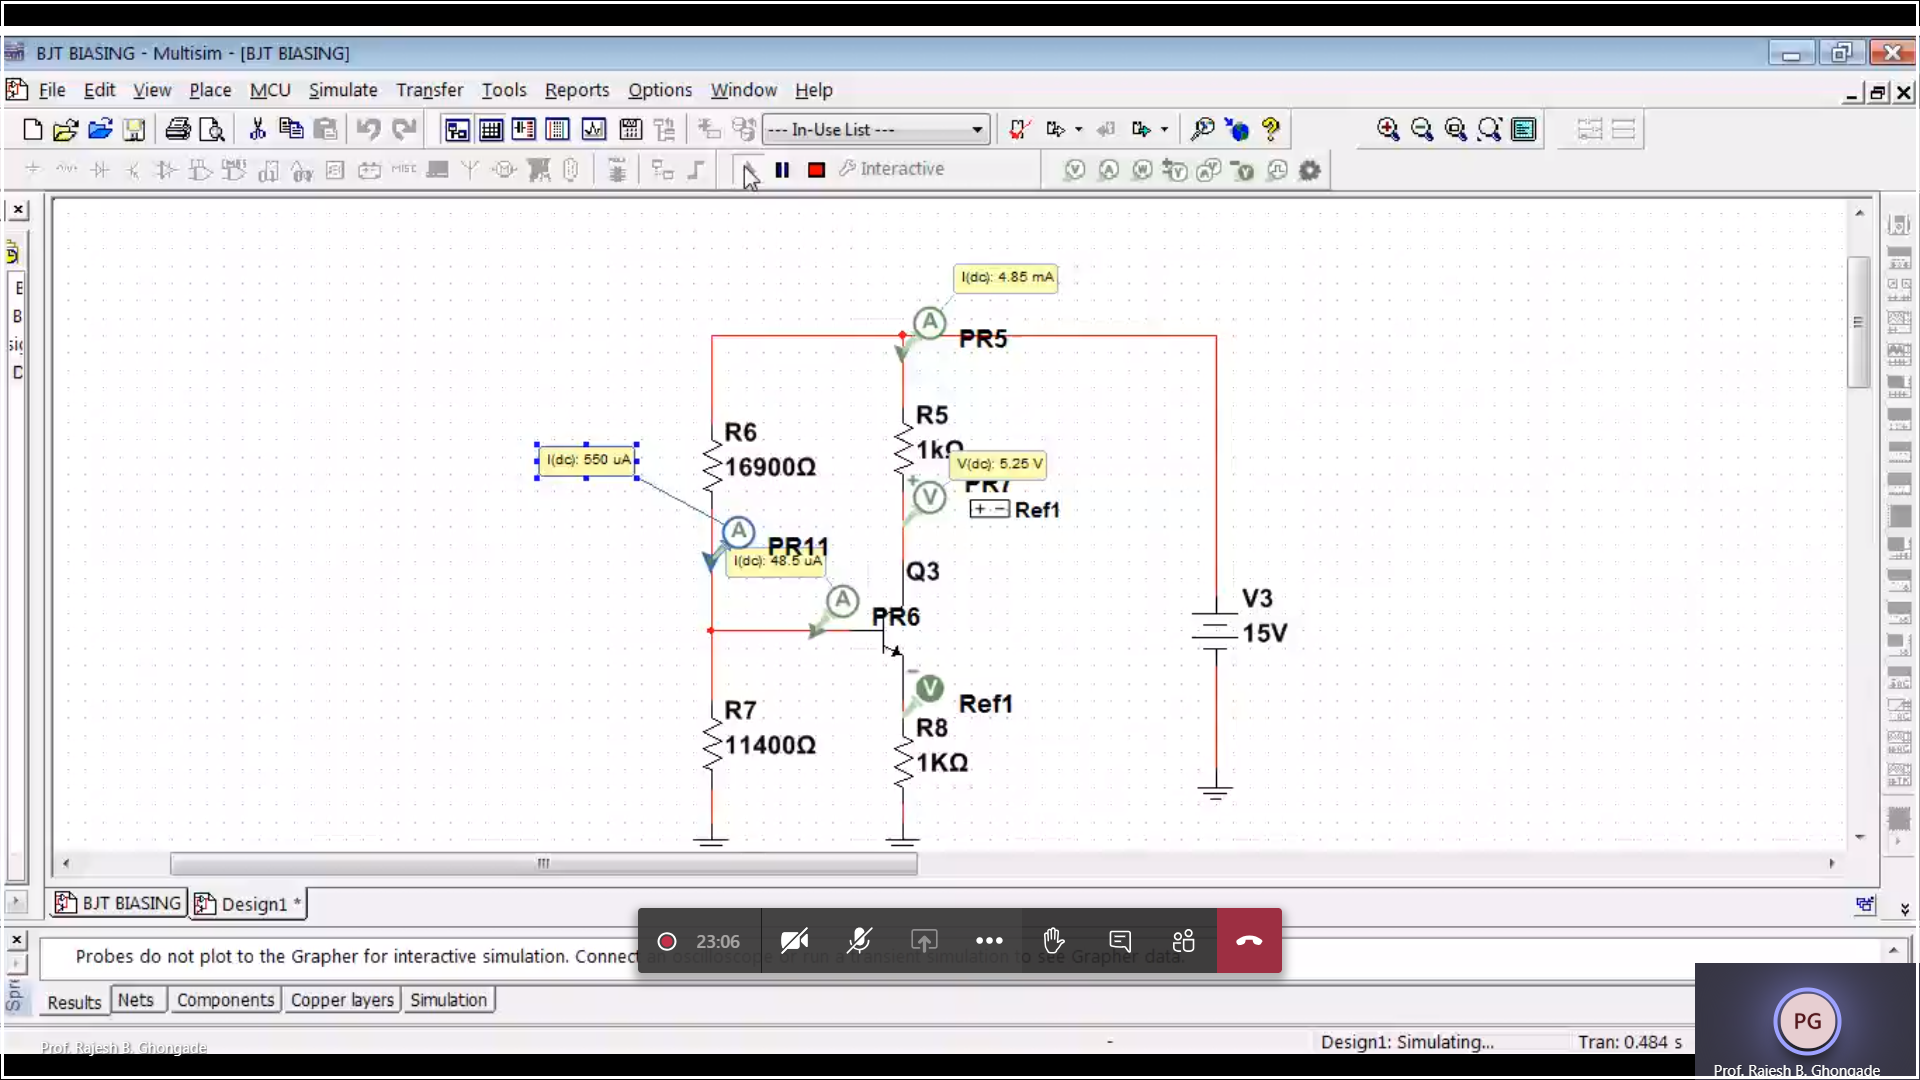 BJT BIASING - Multisim - [BJT BIASING]
File Edit View Place MCU Simulate Transfer Tools Reports Options Window Help
--- In-Use List ---
Interactive
I(dc): 4.85 mA
A
PR5
R6
16900Ω
R5
1kΩ
I(dc): 550 uA
V(dc): 5.25 V
V
PR7
+ - Ref1
A
PR11
I(dc): 48.5 uA
Q3
A
PR6
V3
15V
V
Ref1
R7
11400Ω
R8
1KΩ
BJT BIASING Design1 *
23:06
Probes do not plot to the Grapher for interactive simulation. Connect an oscilloscope or run a transient simulation to see Grapher data.
Results Nets Components Copper layers Simulation
Design1: Simulating... Tran: 0.484 s
PG
Prof. Rajesh B. Ghongade
Prof. Rajesh B. Ghongade